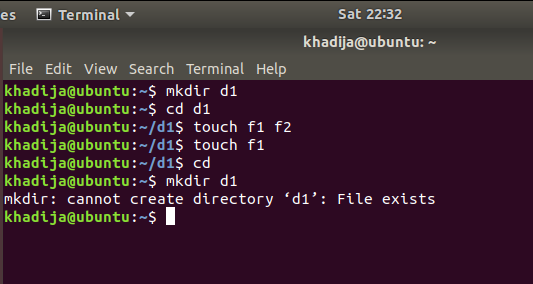 es Terminal Sat 22:32
khadija@ubuntu: ~
File Edit View Search Terminal Help
khadija@ubuntu:~$ mkdir d1
khadija@ubuntu:~$ cd d1
khadija@ubuntu:~/d1$ touch f1 f2
khadija@ubuntu:~/d1$ touch f1
khadija@ubuntu:~/d1$ cd
khadija@ubuntu:~$ mkdir d1
mkdir: cannot create directory ‘d1’: File exists
khadija@ubuntu:~$